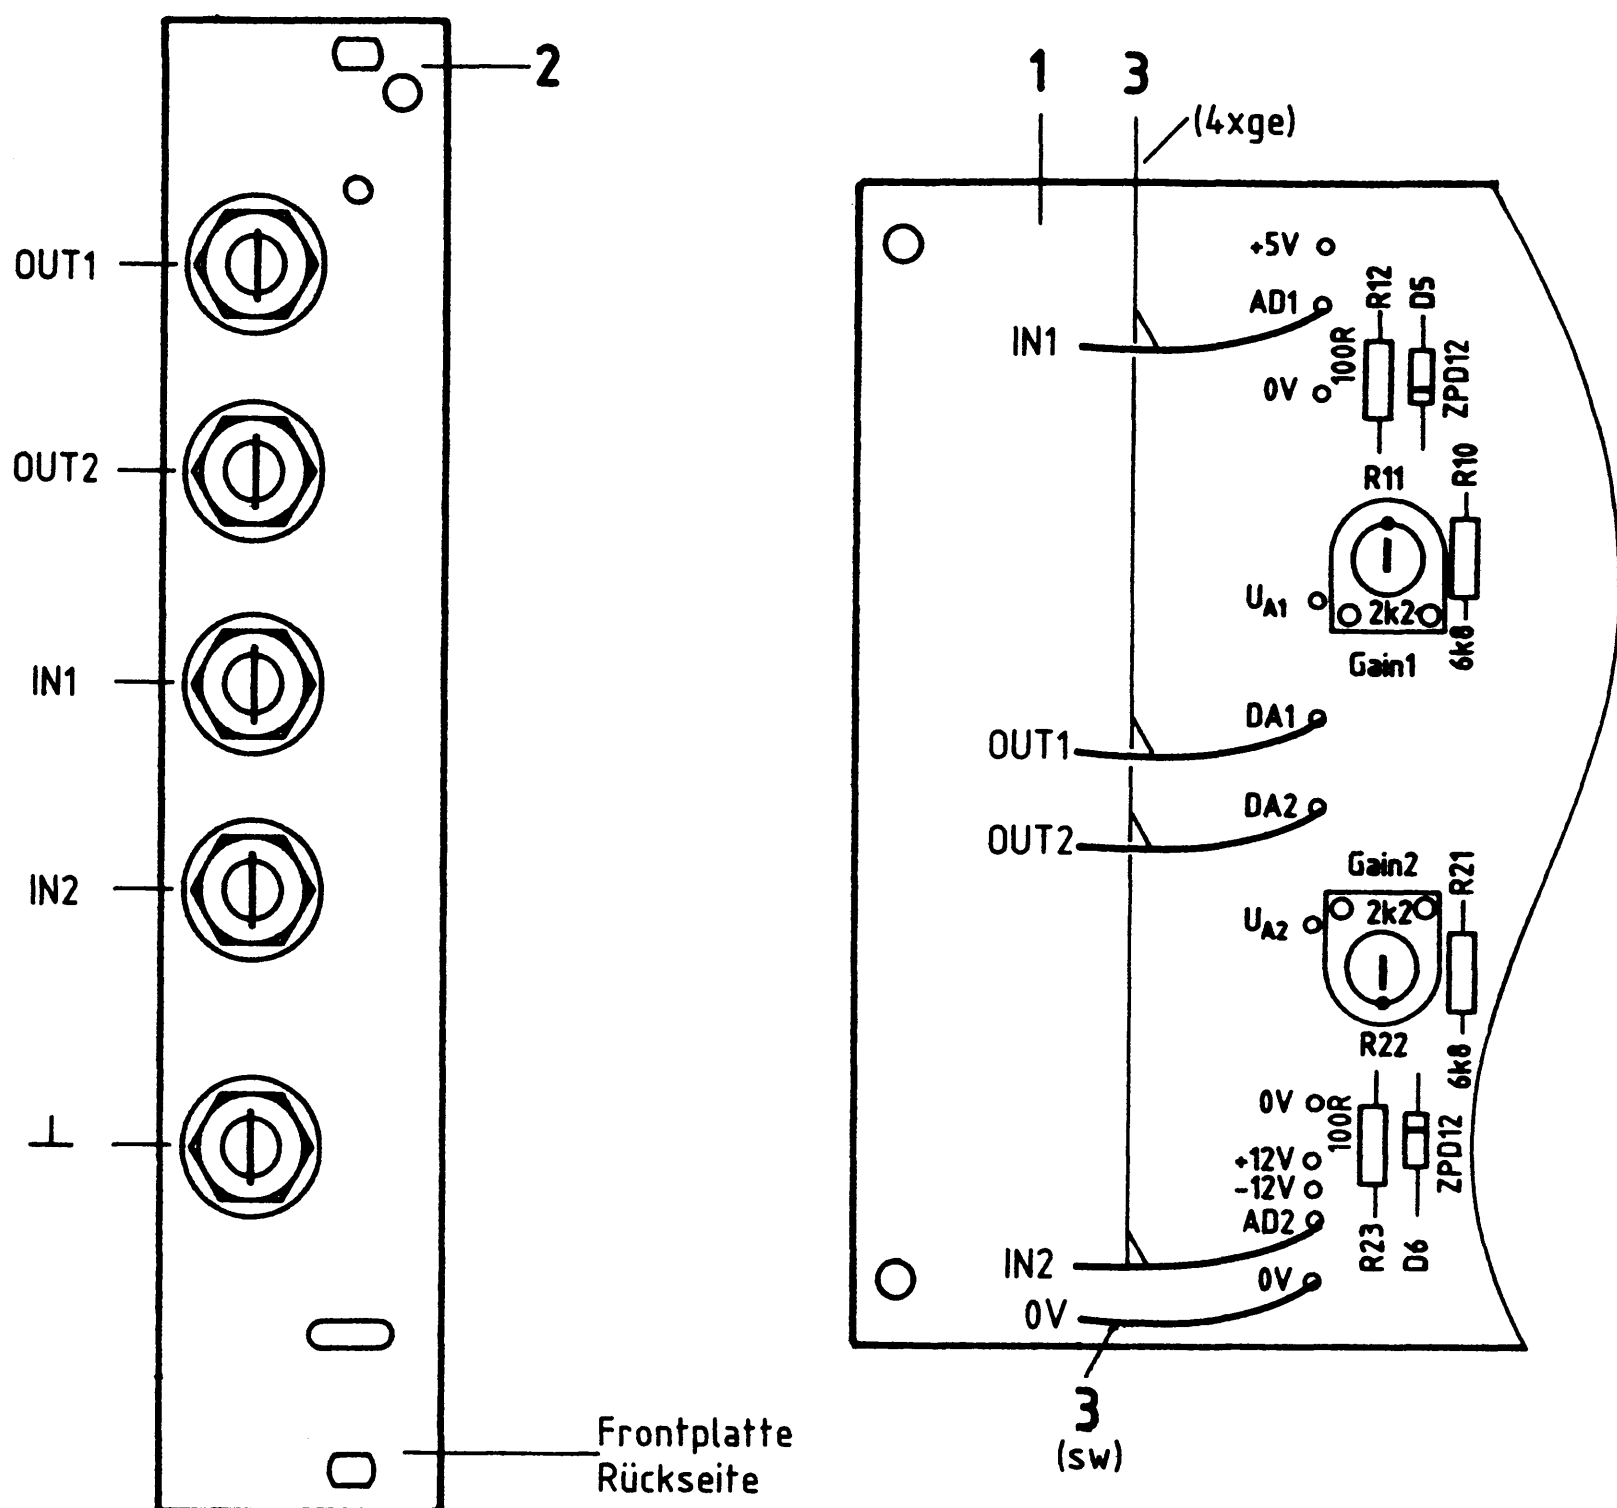 2
OUT1
OUT2
IN1
IN2
⊥
Frontplatte
Rückseite
1 3
(4xge)
+5V
AD1
IN1
0V
R12
100R
D5
ZPD12
R11
R10
UA1
2k2
6k8
Gain1
DA1
OUT1
DA2
OUT2
Gain2
R21
2k2
UA2
R22
6k8
0V
100R
+12V
-12V
ZPD12
AD2
R23
D6
IN2
0V
0V
3
(sw)